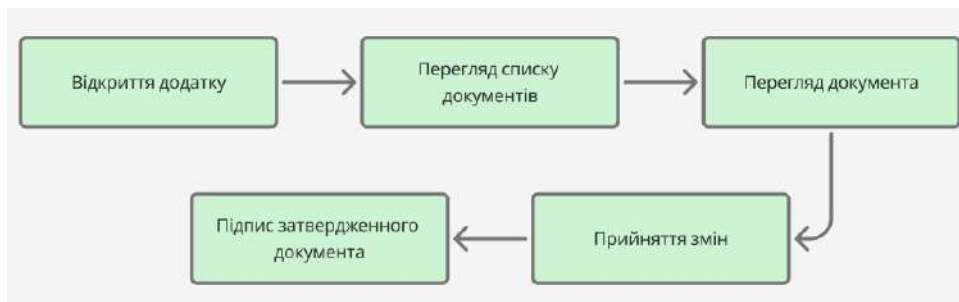 Відкриття додатку
Перегляд списку
документів
Перегляд документа
Підпис затвердженного
документа
Прийняття змін